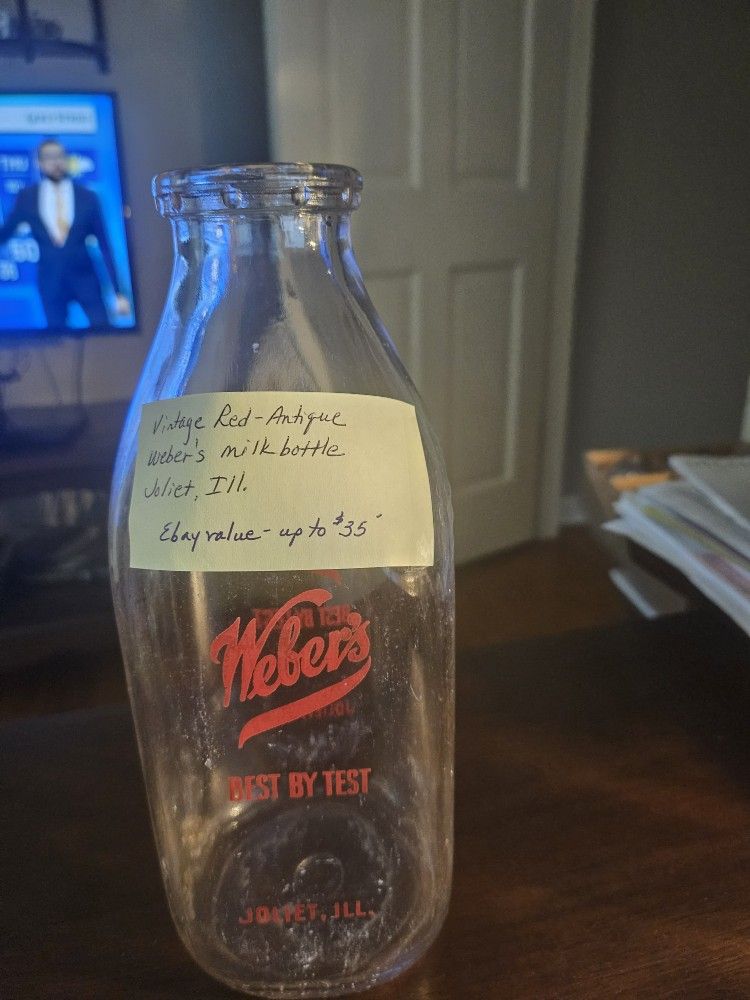 THU
Vintage Red-Antique
Weber's milk bottle
Joliet, Ill.
Ebay value - up to $35
Weber's
BEST BY TEST
JOLIET, ILL.